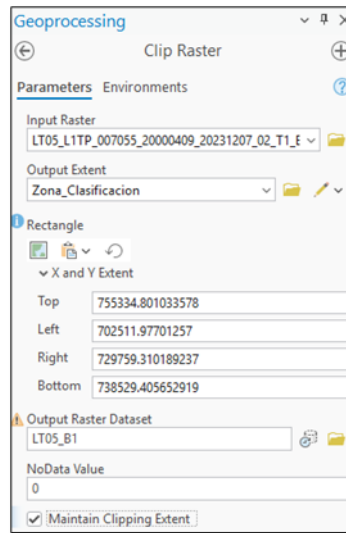 Geoprocessing
Clip Raster
Parameters Environments
Input Raster
LT05_L1TP_007055_20000409_20231207_02_T1_E
Output Extent
Zona_Clasificacion
Rectangle
X and Y Extent
Top 755334.801033578
Left 702511.97701257
Right 729759.310189237
Bottom 738529.405652919
Output Raster Dataset
LT05_B1
NoData Value
0
Maintain Clipping Extent